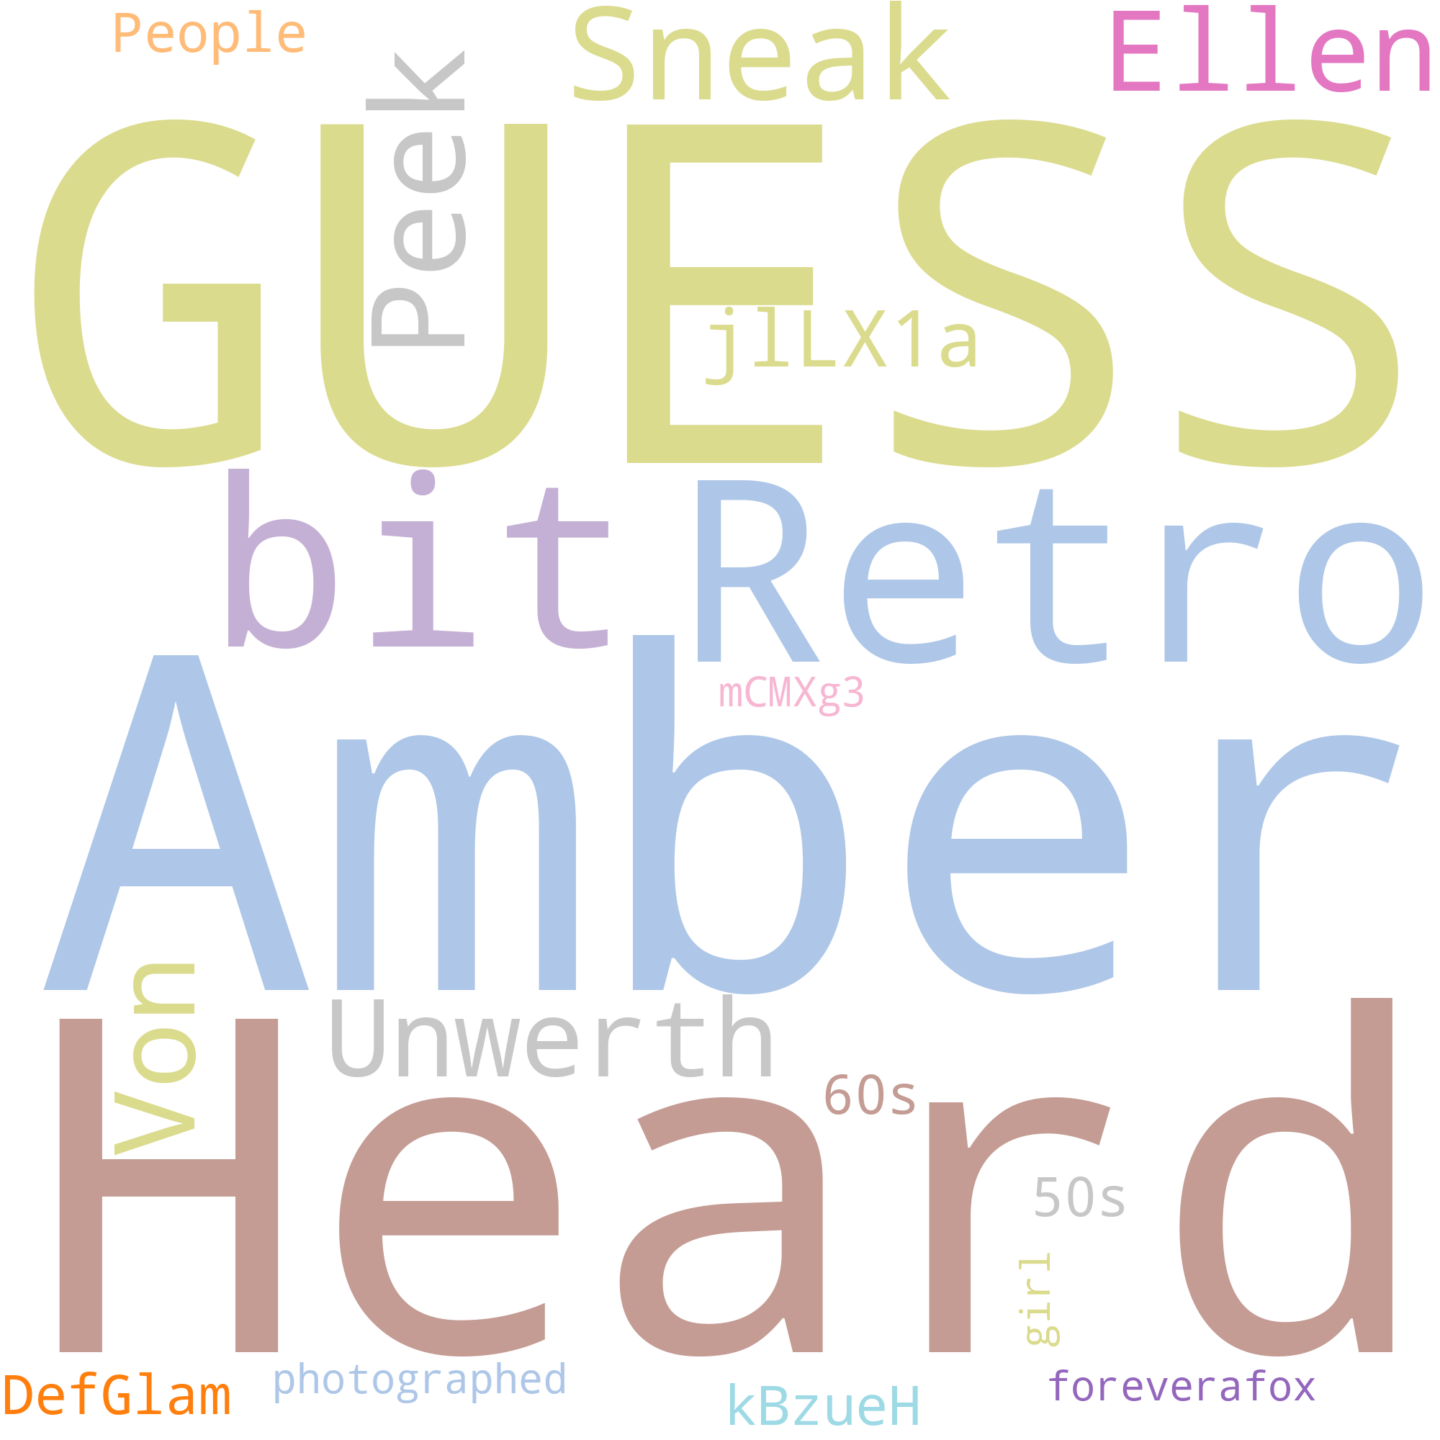 People
Sneak
Ellen
Peek
GUESS
jlLX1a
bit
Retro
mCMXg3
Amber
Von
Unwerth
60s
Heard
50s
girl
DefGlam
photographed
kBzueH
foreverafox